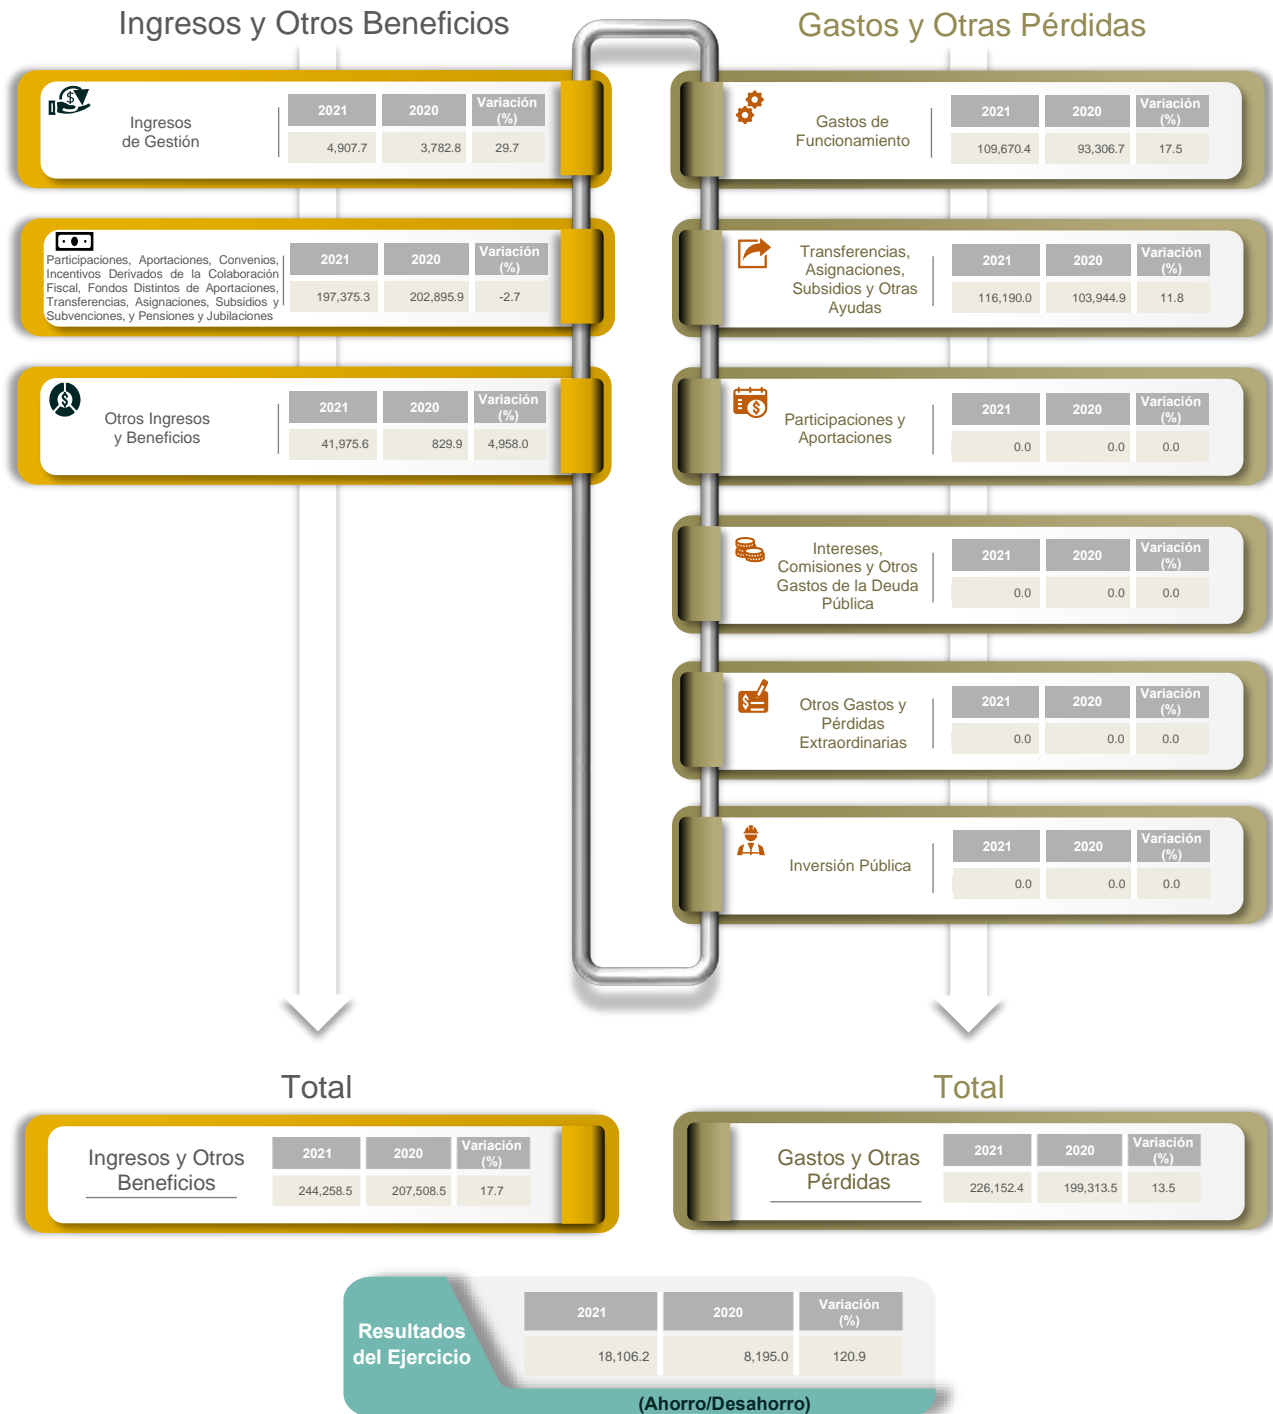 Ingresos y Otros Beneficios
Ingresos
de Gestión
2021 2020 Variación
(%)
4,907.7 3,782.8 29.7
Participaciones, Aportaciones, Convenios,
Incentivos Derivados de la Colaboración
Fiscal, Fondos Distintos de Aportaciones,
Transferencias, Asignaciones, Subsidios y
Subvenciones, y Pensiones y Jubilaciones
2021 2020 Variación
(%)
197,375.3 202,895.9 -2.7
Otros Ingresos
y Beneficios
2021 2020 Variación
(%)
41,975.6 829.9 4,958.0
Gastos y Otras Pérdidas
Gastos de
Funcionamiento
2021 2020 Variación
(%)
109,670.4 93,306.7 17.5
Transferencias,
Asignaciones,
Subsidios y Otras
Ayudas
2021 2020 Variación
(%)
116,190.0 103,944.9 11.8
Participaciones y
Aportaciones
2021 2020 Variación
(%)
0.0 0.0 0.0
Intereses,
Comisiones y Otros
Gastos de la Deuda
Pública
2021 2020 Variación
(%)
0.0 0.0 0.0
Otros Gastos y
Pérdidas
Extraordinarias
2021 2020 Variación
(%)
0.0 0.0 0.0
Inversión Pública
2021 2020 Variación
(%)
0.0 0.0 0.0
Total
Ingresos y Otros
Beneficios
2021 2020 Variación
(%)
244,258.5 207,508.5 17.7
Total
Gastos y Otras
Pérdidas
2021 2020 Variación
(%)
226,152.4 199,313.5 13.5
Resultados
del Ejercicio
2021 2020 Variación
(%)
18,106.2 8,195.0 120.9
(Ahorro/Desahorro)